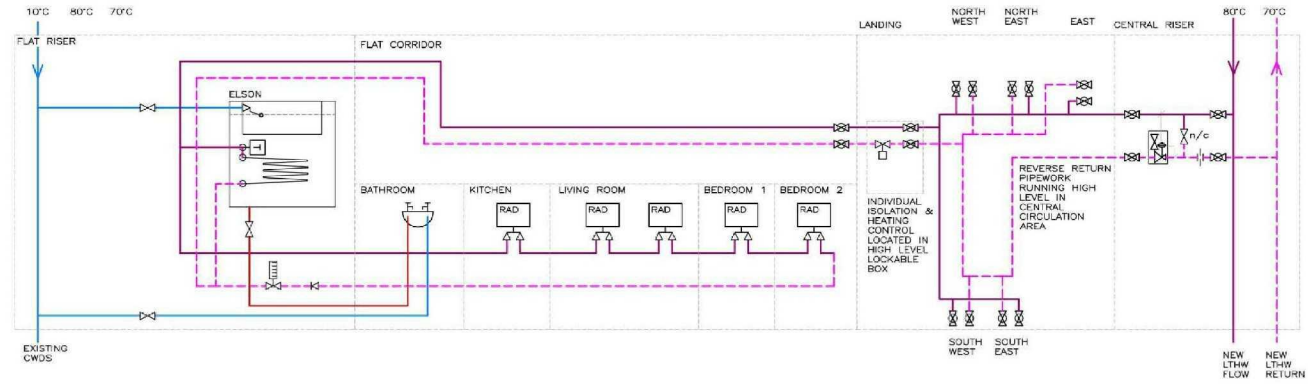 10°C 80°C 70°C
NORTH WEST
NORTH EAST
EAST
80°C 70°C
FLAT RISER
FLAT CORRIDOR
LANDING
CENTRAL RISER
ELSON
T
n/c
BATHROOM
KITCHEN
LIVING ROOM
BEDROOM 1
BEDROOM 2
RAD
RAD
RAD
RAD
RAD
INDIVIDUAL
ISOLATION &
HEATING
CONTROL
LOCATED IN
HIGH LEVEL
LOCKABLE
BOX
REVERSE RETURN
PIPEWORK
RUNNING HIGH
LEVEL IN
CENTRAL
CIRCULATION
AREA
EXISTING
CWDS
SOUTH
WEST
SOUTH
EAST
NEW
LTHW
FLOW
NEW
LTHW
RETURN